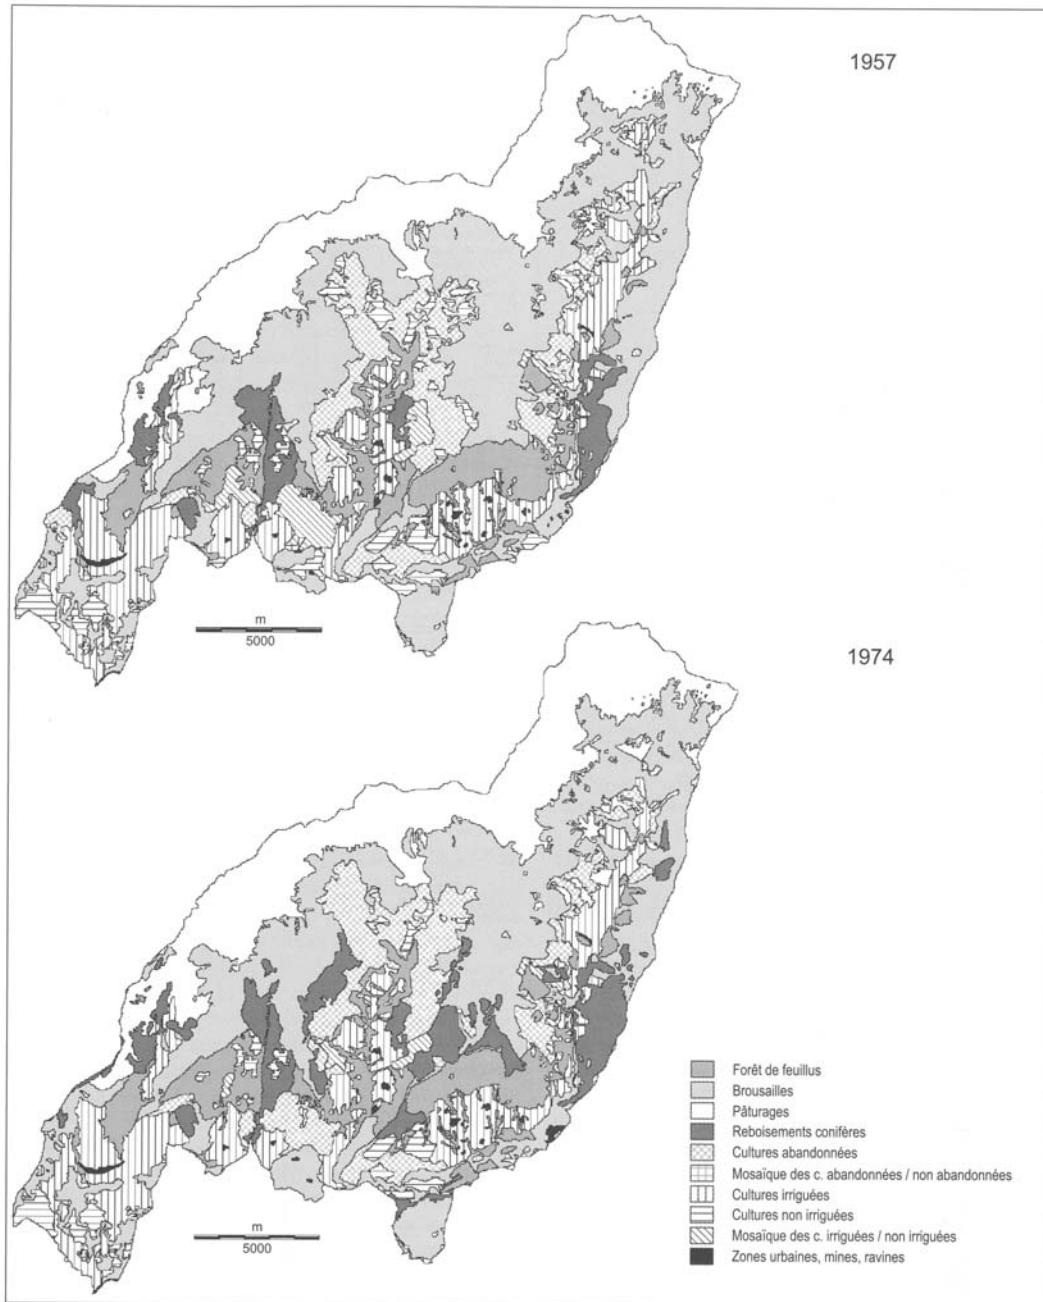 1957
m
5000
1974
m
5000
Forêt de feuillus
Brousailles
Pâturages
Reboisements conifères
Cultures abandonnées
Mosaïque des c. abandonnées / non abandonnées
Cultures irriguées
Cultures non irriguées
Mosaïque des c. irriguées / non irriguées
Zones urbaines, mines, ravines